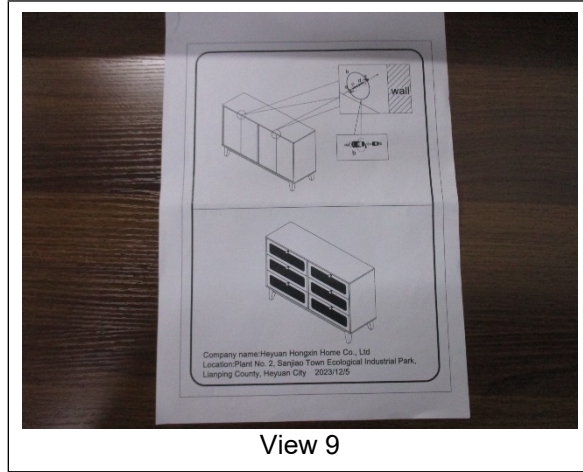 wall
b
b
Company name:Heyuan Hongxin Home Co., Ltd
Location:Plant No. 2, Sanjiao Town Ecological Industrial Park,
Lianping County, Heyuan City 2023/12/5
View 9